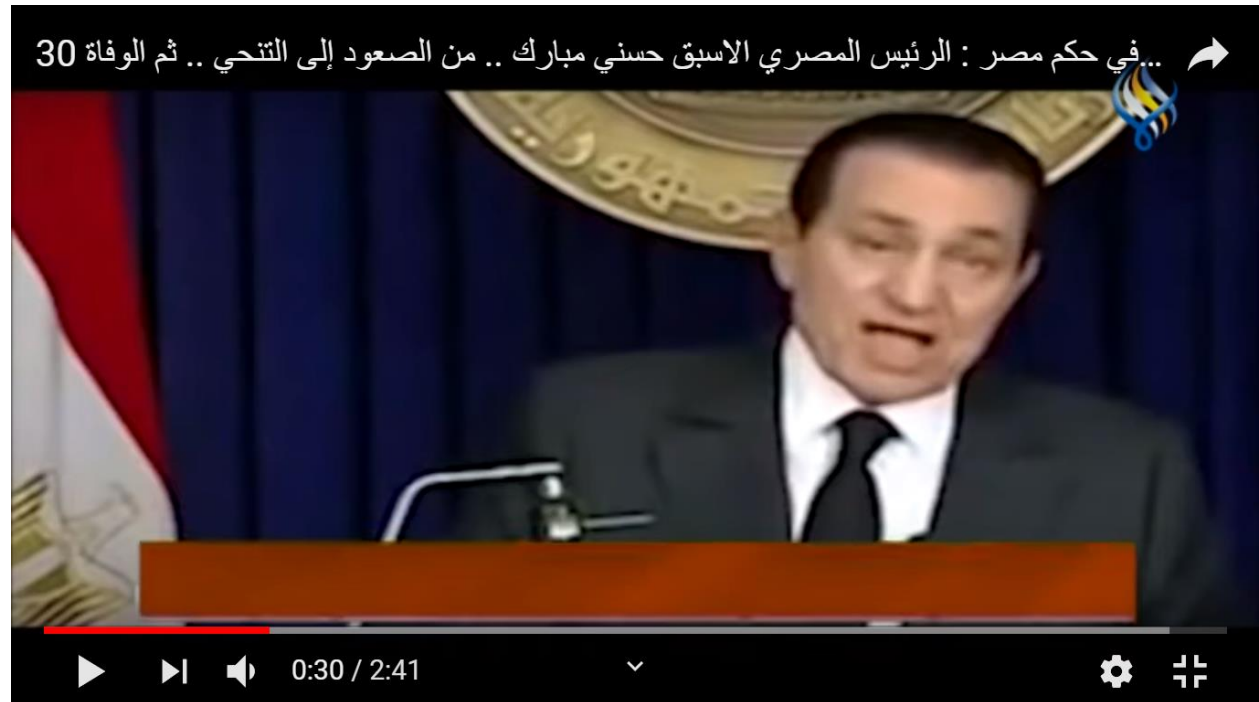 ...في حكم مصر : الرئيس المصري الاسبق حسني مبارك .. من الصعود إلى التنحي .. ثم الوفاة 30
جمهورية
0:30 / 2:41